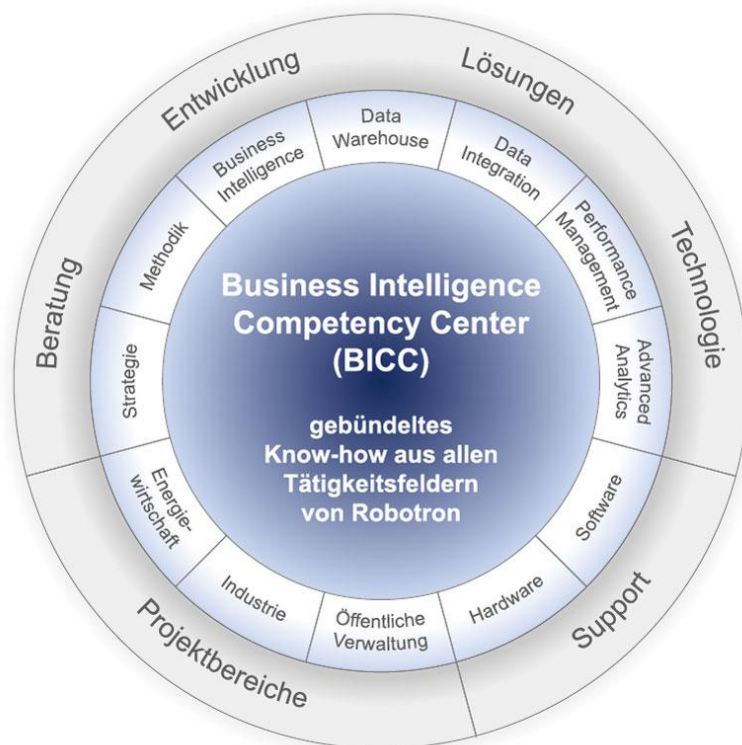 Entwicklung
Lösungen
Beratung
Technologie
Projektbereiche
Support
Data
Warehouse
Data
Integration
Performance
Management
Advanced
Analytics
Software
Hardware
Öffentliche
Verwaltung
Industrie
Energie-
wirtschaft
Strategie
Methodik
Business
Intelligence
Business Intelligence
Competency Center
(BICC)
gebündeltes
Know-how aus allen
Tätigkeitsfeldern
von Robotron